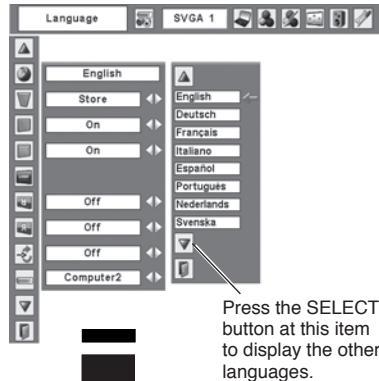 Language
SVGA 1
English
Store
On
On
Off
Off
Off
Computer2
English
Deutsch
Français
Italiano
Español
Português
Nederlands
Svenska
Press the SELECT
button at this item
to display the other
languages.